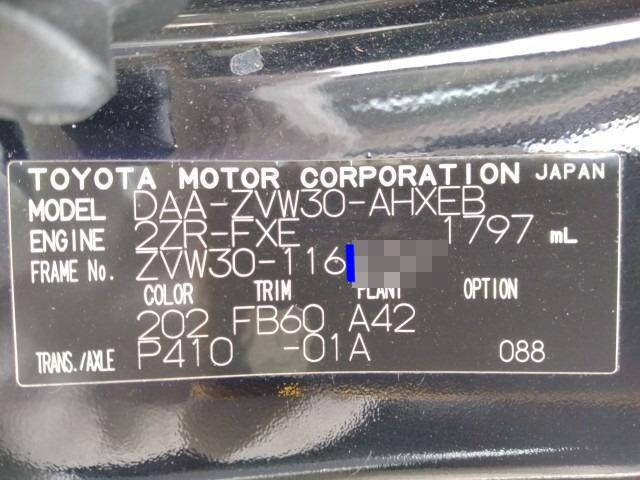 TOYOTA MOTOR CORPORATION JAPAN
MODEL DAA-ZVW30-AHXEB
ENGINE 2ZR-FXE 1797 mL
FRAME No. ZVW30-116
COLOR TRIM PLANT OPTION
202 FB60 A42
TRANS./AXLE P410 -01A 088